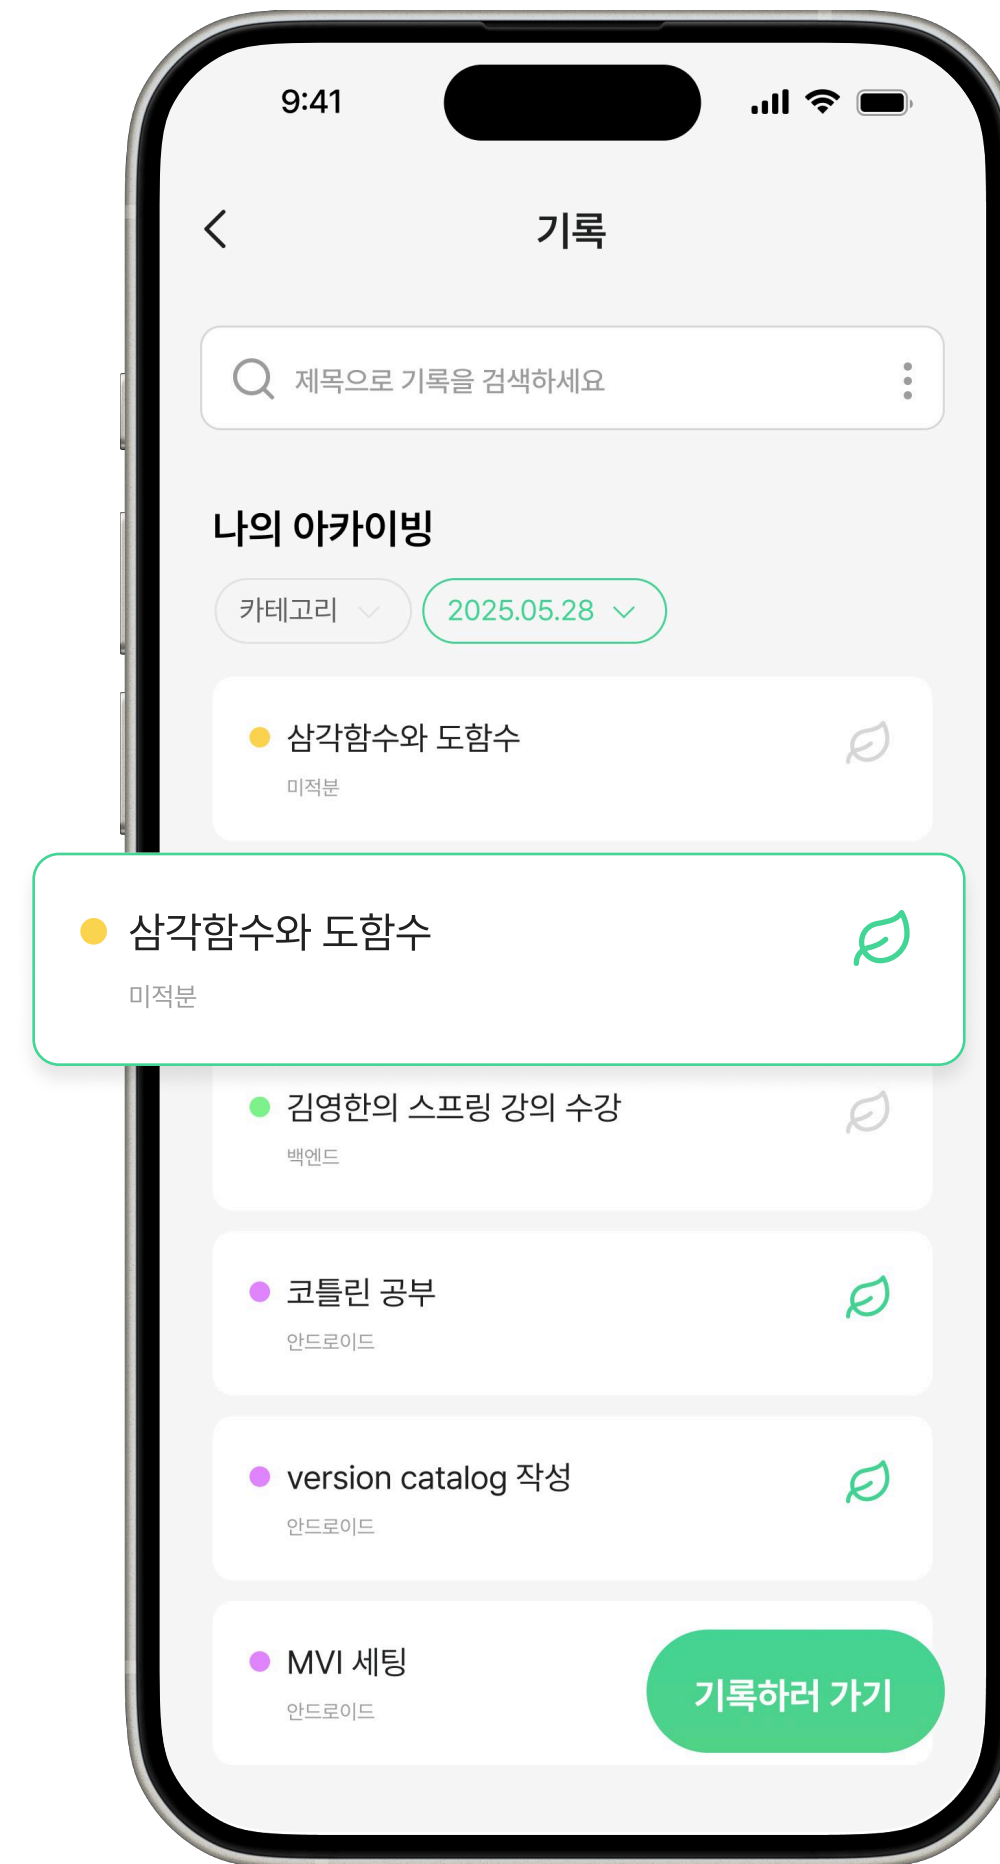 9:41
기록
제목으로 기록을 검색하세요
나의 아카이빙
카테고리
2025.05.28
삼각함수와 도함수
미적분
삼각함수와 도함수
미적분
김영한의 스프링 강의 수강
백엔드
코틀린 공부
안드로이드
version catalog 작성
안드로이드
MVI 세팅
안드로이드
기록하러 가기